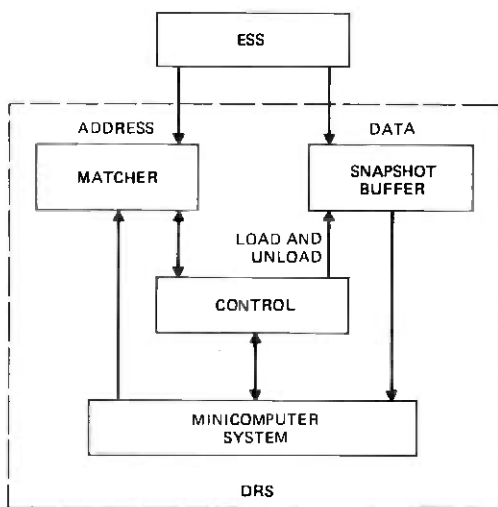 ESS
ADDRESS
DATA
MATCHER
SNAPSHOT
BUFFER
LOAD AND
UNLOAD
CONTROL
MINICOMPUTER
SYSTEM
DRS